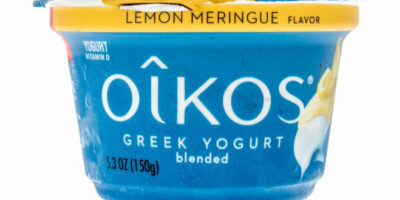 LEMON MERINGUE FLAVOR
YOGURT
VITAMIN D
OÎKOS®
GREEK YOGURT
blended
5.3 OZ (150g)